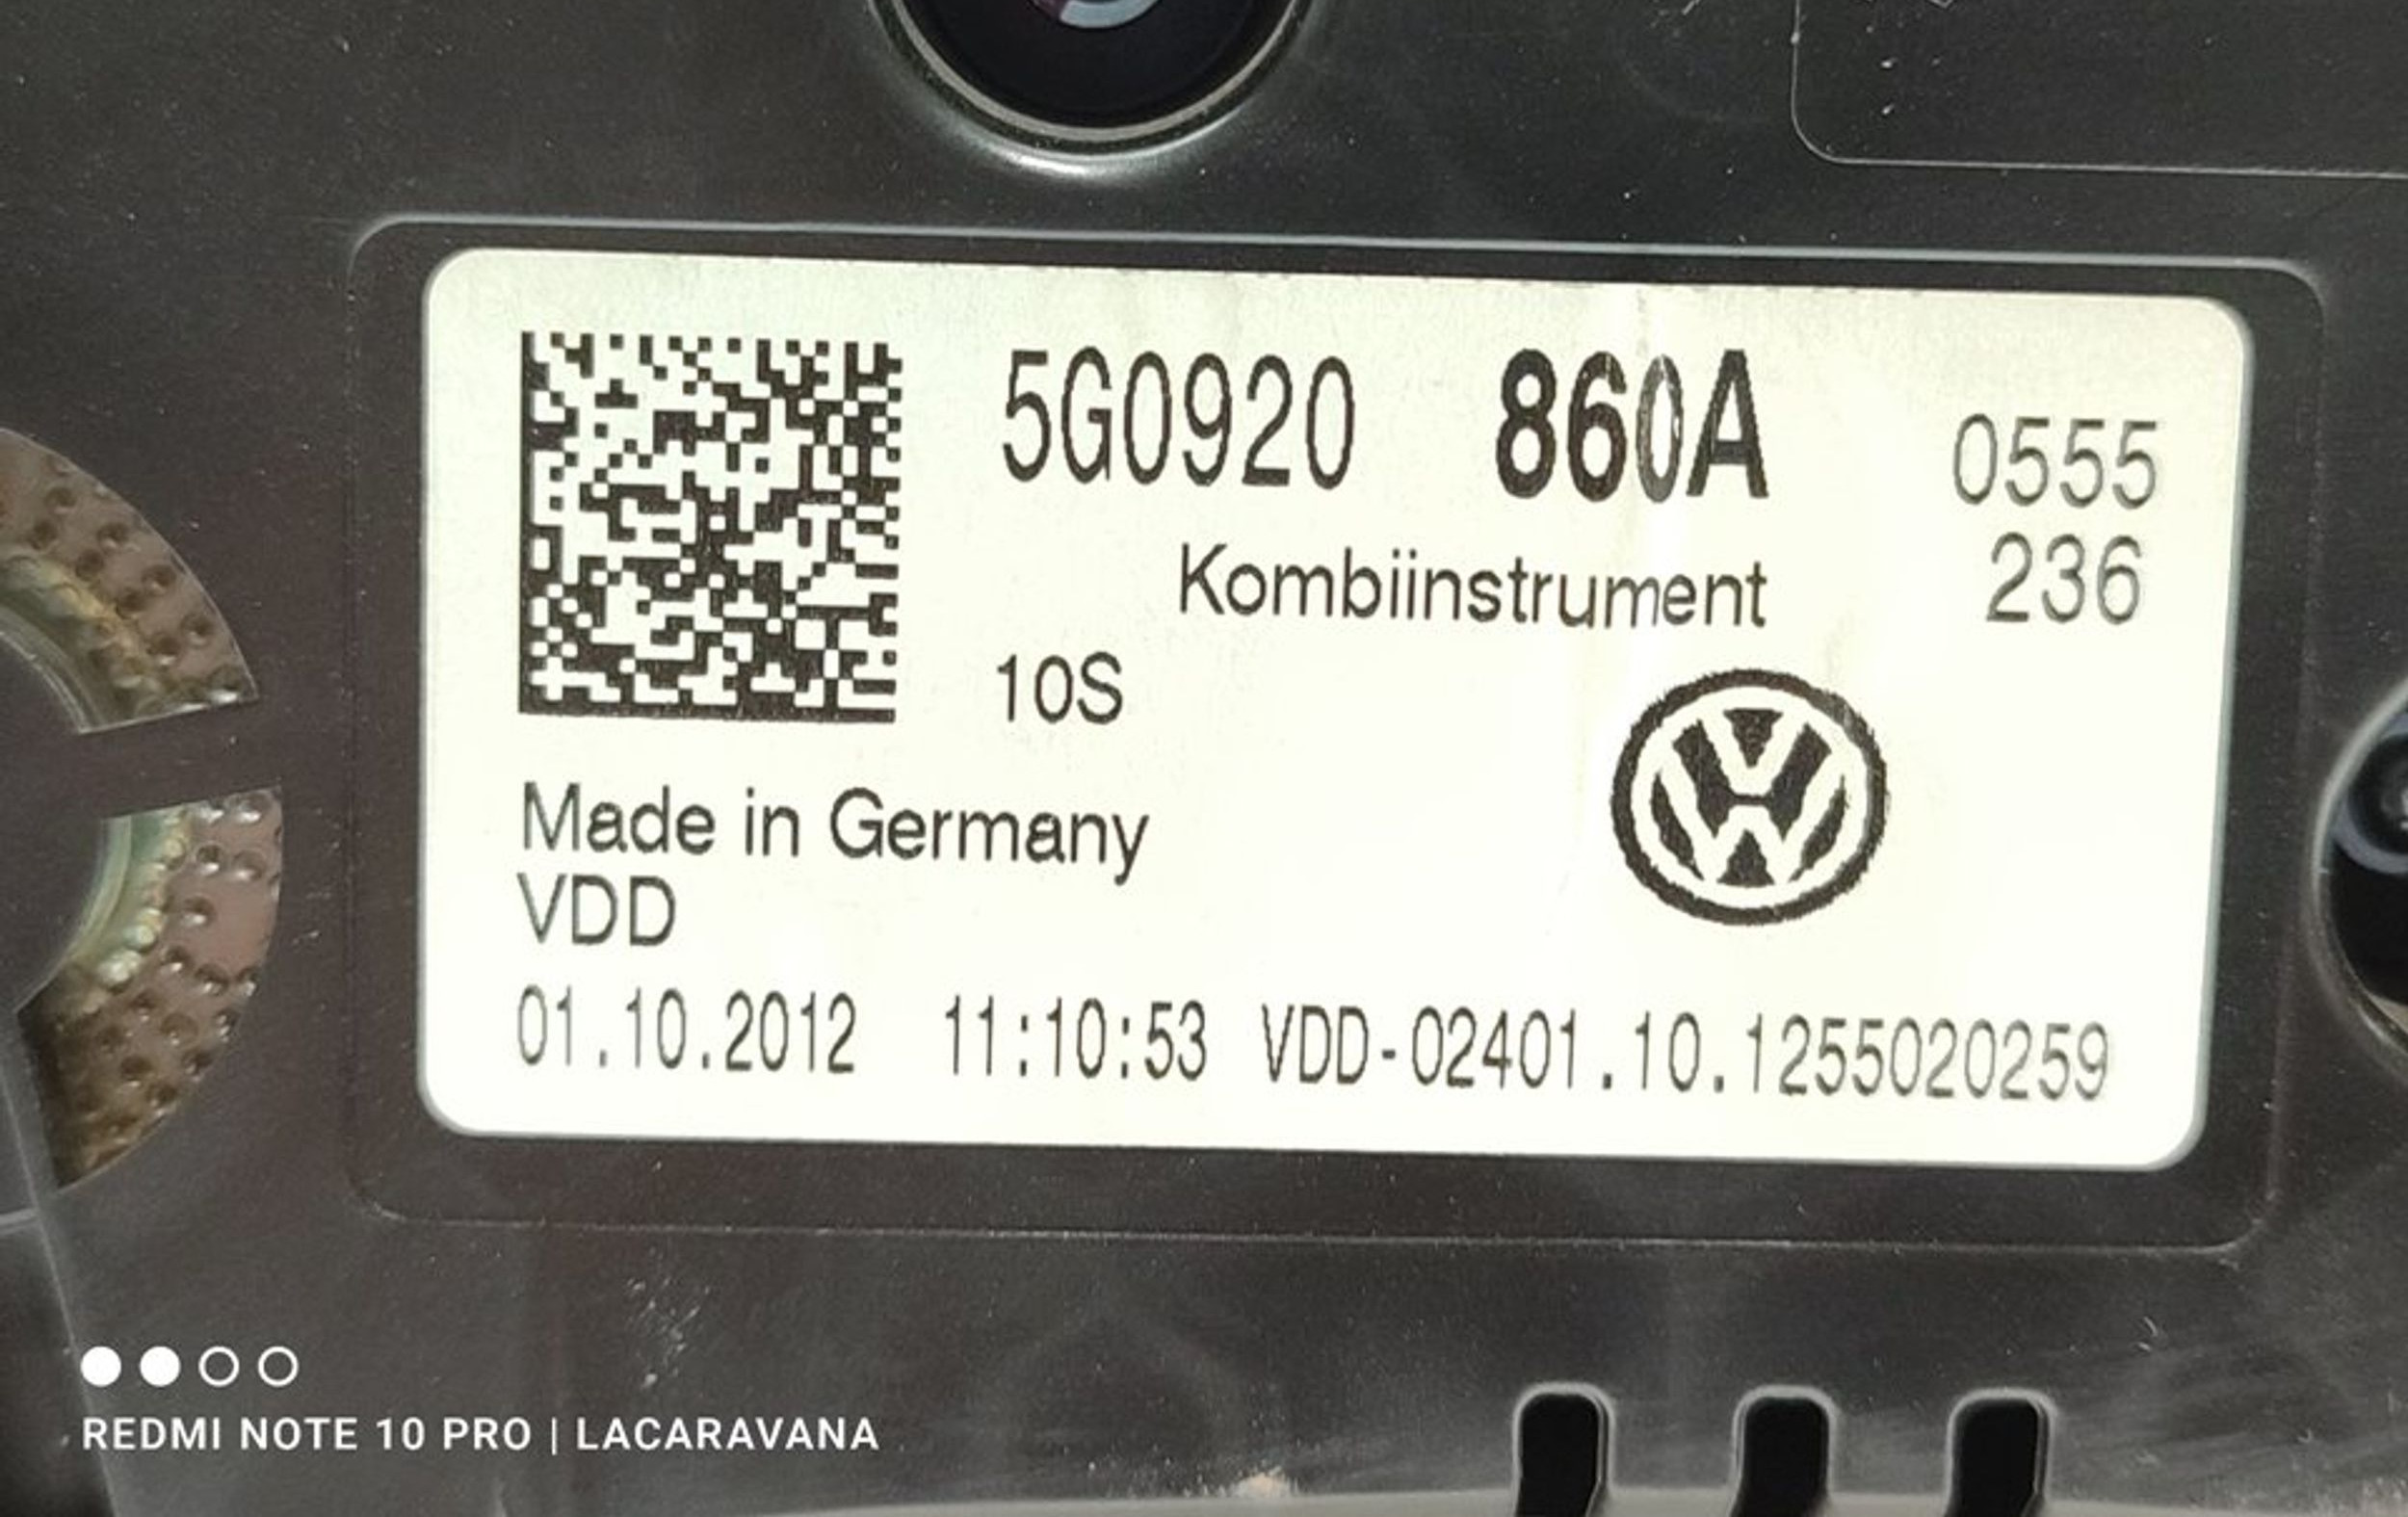 5G0920 860A 0555
Kombiinstrument 236
10S
Made in Germany
VDD
01.10.2012 11:10:53 VDD-02401.10.1255020259
REDMI NOTE 10 PRO | LACARAVANA